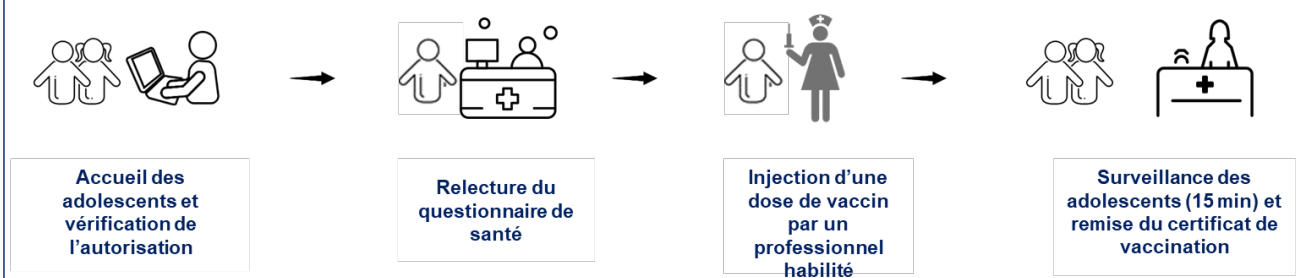 Accueil des
adolescents et
vérification de
l'autorisation
Relecture du
questionnaire de
santé
Injection d'une
dose de vaccin
par un
professionnel
habilité
Surveillance des
adolescents (15 min) et
remise du certificat de
vaccination